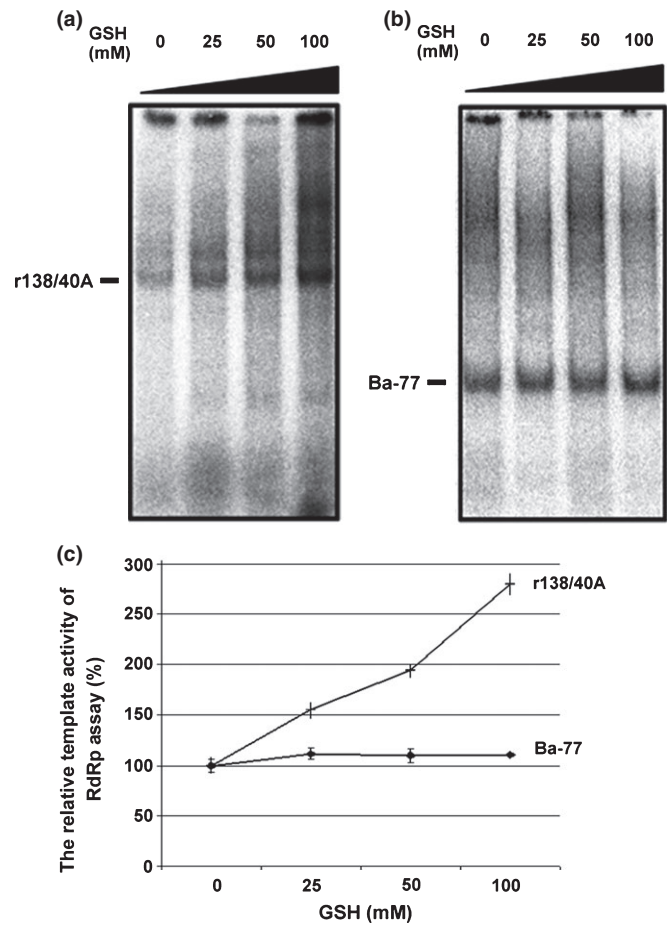 (a)
GSH (mM) 0 25 50 100
r138/40A
(b)
GSH (mM) 0 25 50 100
Ba-77
(c)
The relative template activity of
RdRp assay (%)
300
250
200
150
100
50
0
r138/40A
Ba-77
0 25 50 100
GSH (mM)